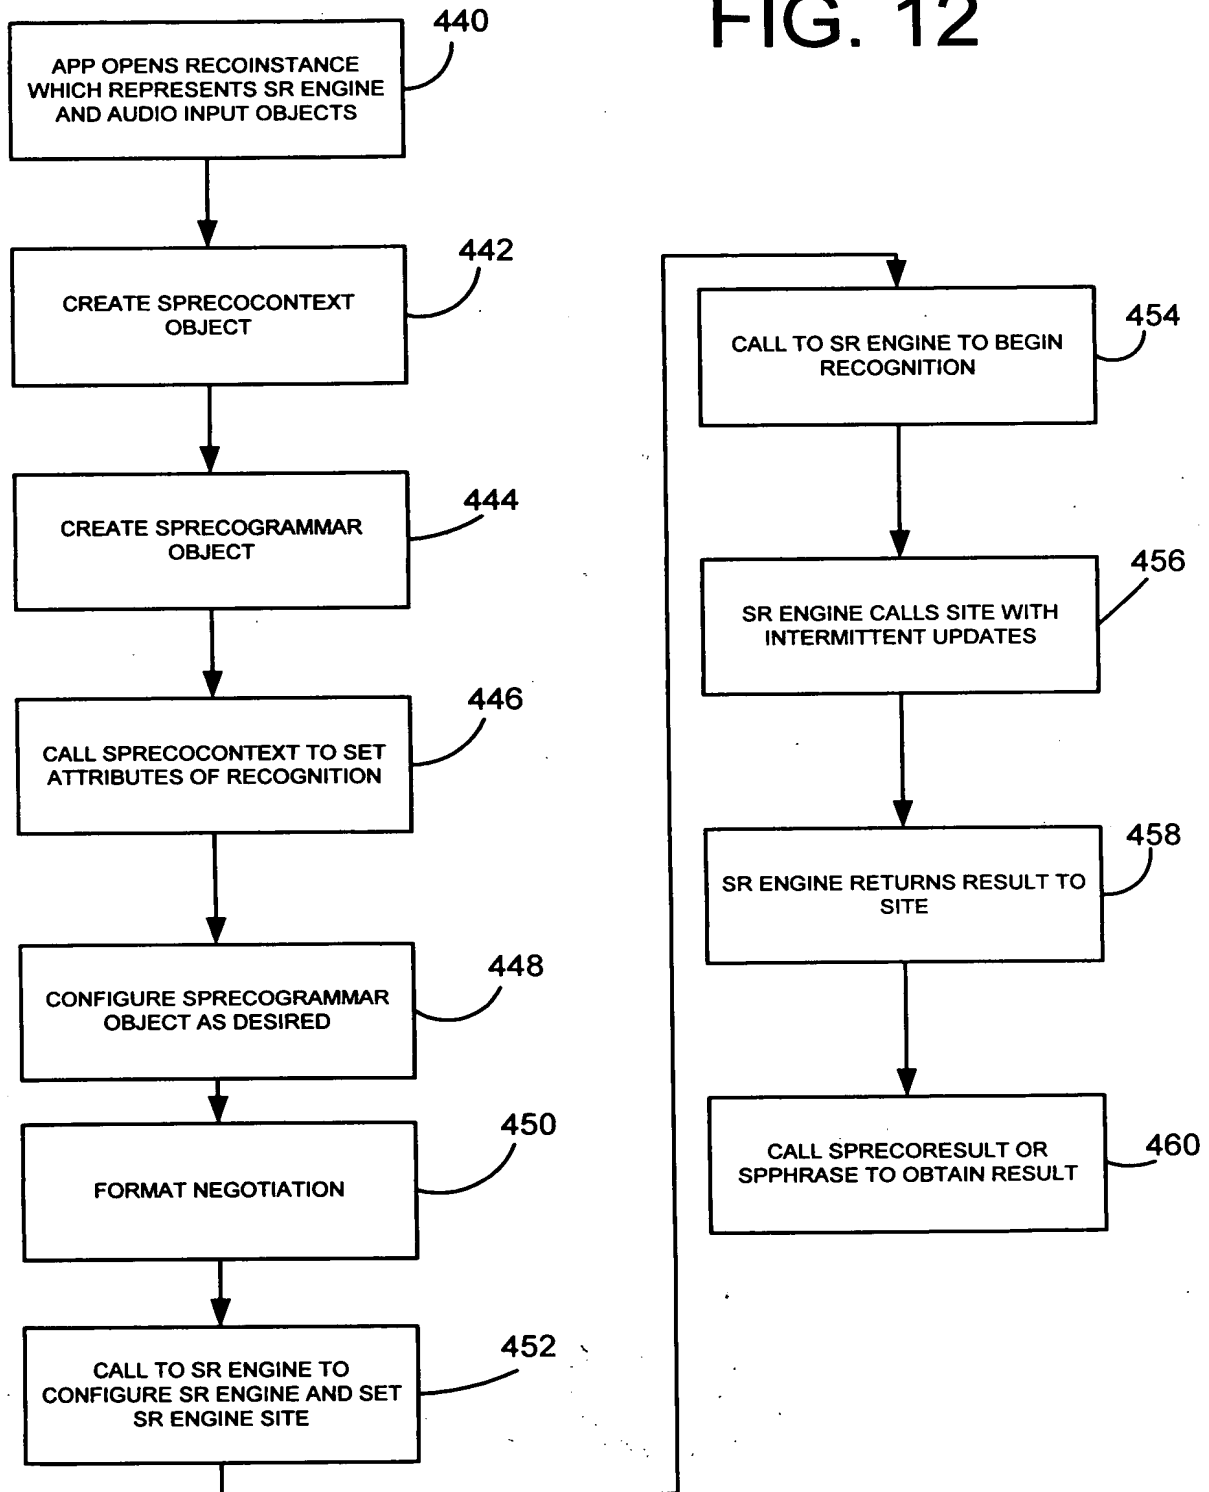 FIG. 12
440
APP OPENS RECOINSTANCE
WHICH REPRESENTS SR ENGINE
AND AUDIO INPUT OBJECTS
442
CREATE SPRECOCONTEXT
OBJECT
444
CREATE SPRECOGRAMMAR
OBJECT
446
CALL SPRECOCONTEXT TO SET
ATTRIBUTES OF RECOGNITION
448
CONFIGURE SPRECOGRAMMAR
OBJECT AS DESIRED
450
FORMAT NEGOTIATION
452
CALL TO SR ENGINE TO
CONFIGURE SR ENGINE AND SET
SR ENGINE SITE
454
CALL TO SR ENGINE TO BEGIN
RECOGNITION
456
SR ENGINE CALLS SITE WITH
INTERMITTENT UPDATES
458
SR ENGINE RETURNS RESULT TO
SITE
460
CALL SPRECORESULT OR
SPPHRASE TO OBTAIN RESULT